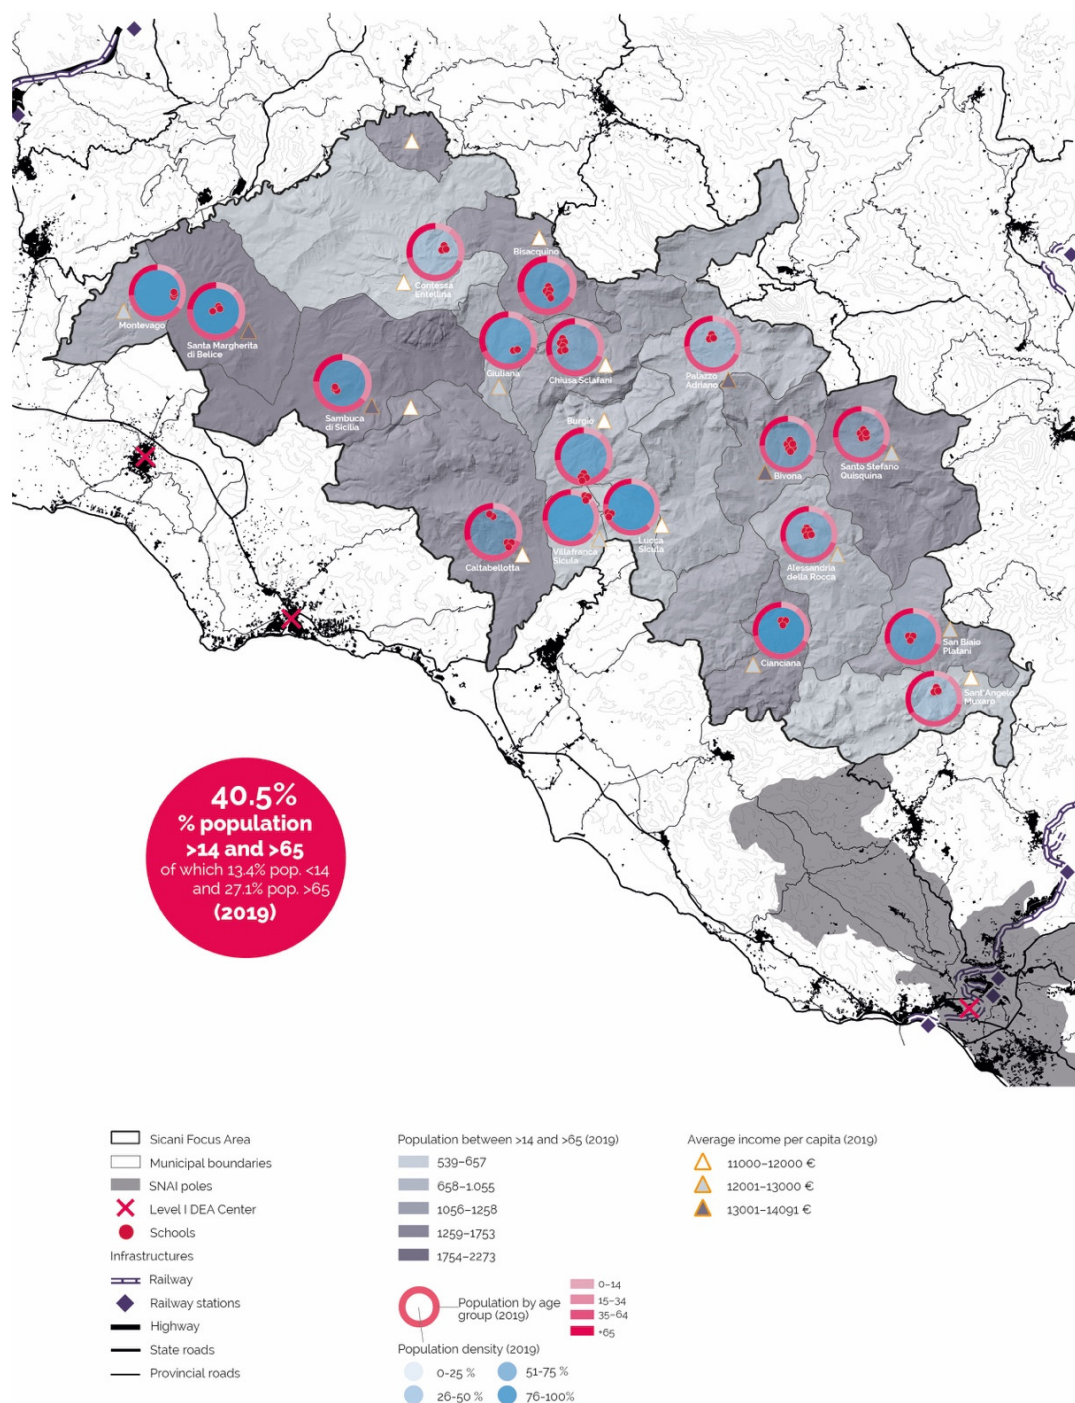 Bisacquino
Contessa
Entellina
Montevago
Santa Margherita
di Belice
Giuliana
Chiusa Sclafani
Palazzo
Adriano
Sambuca
di Sicilia
Burgio
Bivona
Santo Stefano
Quisquina
Caltabellotta
Villafranca
Sicula
Lucca
Sicula
Alessandria
della Rocca
Cianciana
San Biaio
Platani
Sant'Angelo
Muxaro
40.5%
% population
>14 and >65
of which 13.4% pop. <14
and 27.1% pop. >65
(2019)
Sicani Focus Area
Municipal boundaries
SNAI poles
Level I DEA Center
Schools
Infrastructures
Railway
Railway stations
Highway
State roads
Provincial roads
Population between >14 and >65 (2019)
539–657
658–1.055
1056–1258
1259–1753
1754–2273
Population by age
group (2019)
0–14
15–34
35–64
+65
Population density (2019)
0-25 %
51-75 %
26-50 %
76-100%
Average income per capita (2019)
11000–12000 €
12001–13000 €
13001–14091 €